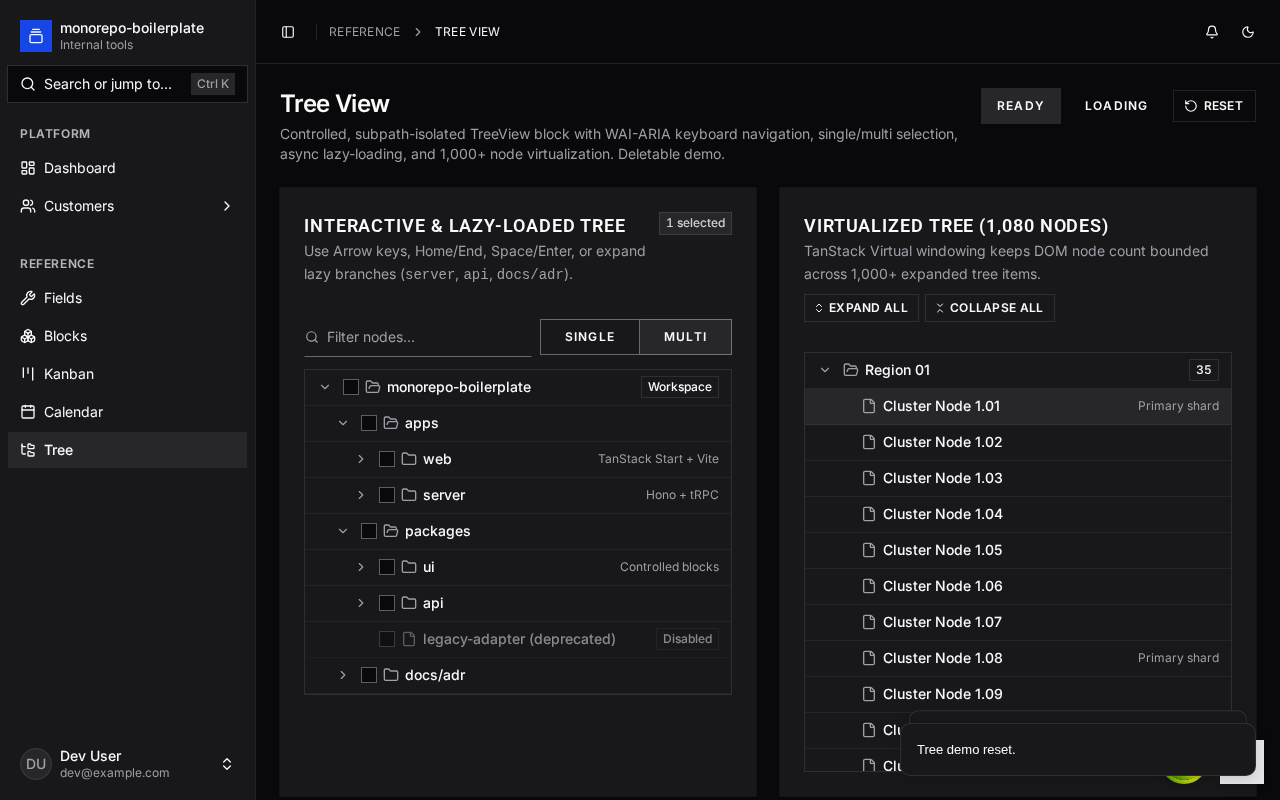 monorepo-boilerplate
Internal tools
Search or jump to...
Ctrl K
PLATFORM
Dashboard
Customers
REFERENCE
Fields
Blocks
Kanban
Calendar
Tree
DU
Dev User
dev@example.com
REFERENCE
TREE VIEW
Tree View
Controlled, subpath-isolated TreeView block with WAI-ARIA keyboard navigation, single/multi selection,
async lazy-loading, and 1,000+ node virtualization. Deletable demo.
READY
LOADING
RESET
INTERACTIVE & LAZY-LOADED TREE
1 selected
Use Arrow keys, Home/End, Space/Enter, or expand
lazy branches (server, api, docs/adr).
Filter nodes...
SINGLE
MULTI
monorepo-boilerplate
Workspace
apps
web
TanStack Start + Vite
server
Hono + tRPC
packages
ui
Controlled blocks
api
legacy-adapter (deprecated)
Disabled
docs/adr
VIRTUALIZED TREE (1,080 NODES)
TanStack Virtual windowing keeps DOM node count bounded
across 1,000+ expanded tree items.
EXPAND ALL
COLLAPSE ALL
Region 01
35
Cluster Node 1.01
Primary shard
Cluster Node 1.02
Cluster Node 1.03
Cluster Node 1.04
Cluster Node 1.05
Cluster Node 1.06
Cluster Node 1.07
Cluster Node 1.08
Primary shard
Cluster Node 1.09
Tree demo reset.